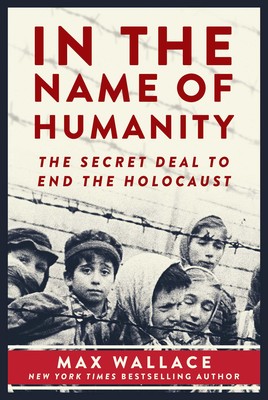 IN THE
NAME OF
HUMANITY
THE SECRET DEAL TO
END THE HOLOCAUST
MAX WALLACE
NEW YORK TIMES BESTSELLING AUTHOR